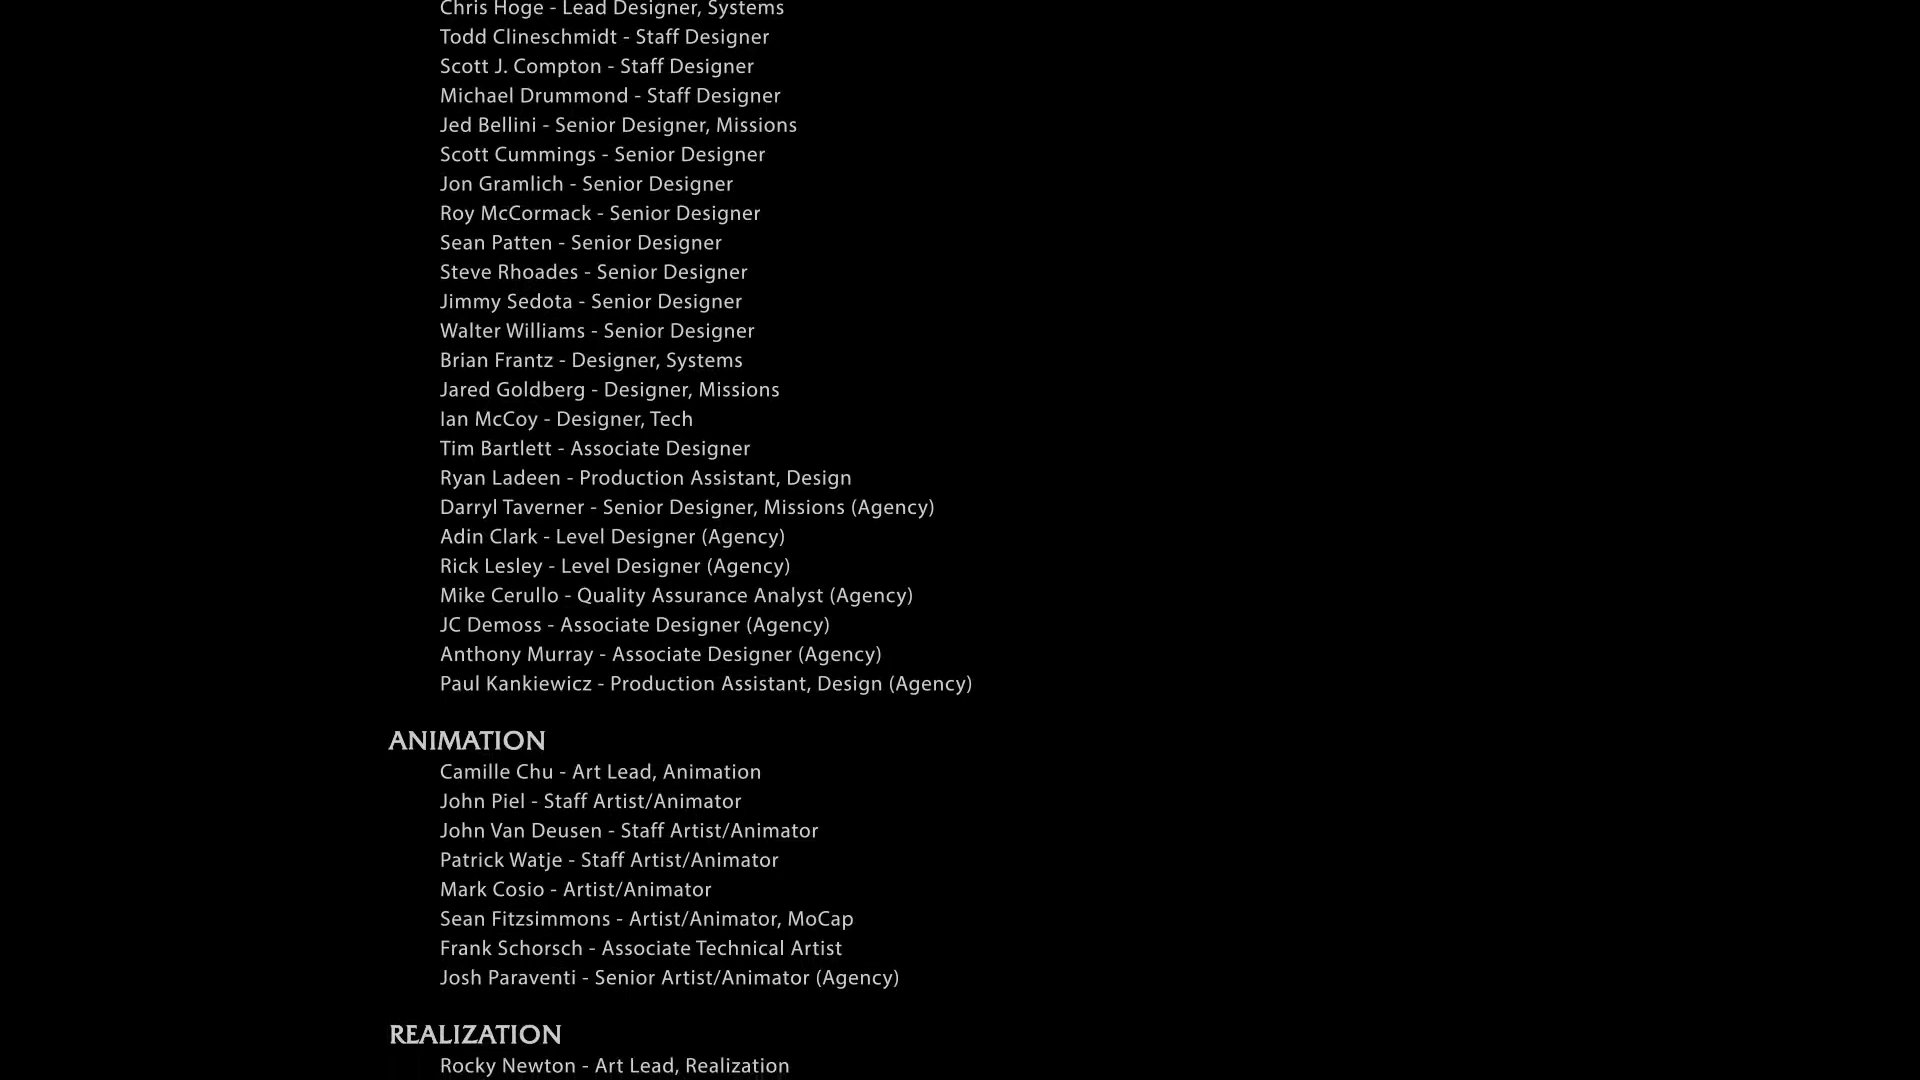 Chris Hoge - Lead Designer, Systems
Todd Clineschmidt - Staff Designer
Scott J. Compton - Staff Designer
Michael Drummond - Staff Designer
Jed Bellini - Senior Designer, Missions
Scott Cummings - Senior Designer
Jon Gramlich - Senior Designer
Roy McCormack - Senior Designer
Sean Patten - Senior Designer
Steve Rhoades - Senior Designer
Jimmy Sedota - Senior Designer
Walter Williams - Senior Designer
Brian Frantz - Designer, Systems
Jared Goldberg - Designer, Missions
Ian McCoy - Designer, Tech
Tim Bartlett - Associate Designer
Ryan Ladeen - Production Assistant, Design
Darryl Taverner - Senior Designer, Missions (Agency)
Adin Clark - Level Designer (Agency)
Rick Lesley - Level Designer (Agency)
Mike Cerullo - Quality Assurance Analyst (Agency)
JC Demoss - Associate Designer (Agency)
Anthony Murray - Associate Designer (Agency)
Paul Kankiewicz - Production Assistant, Design (Agency)
ANIMATION
Camille Chu - Art Lead, Animation
John Piel - Staff Artist/Animator
John Van Deusen - Staff Artist/Animator
Patrick Watje - Staff Artist/Animator
Mark Cosio - Artist/Animator
Sean Fitzsimmons - Artist/Animator, MoCap
Frank Schorsch - Associate Technical Artist
Josh Paraventi - Senior Artist/Animator (Agency)
REALIZATION
Rocky Newton - Art Lead, Realization